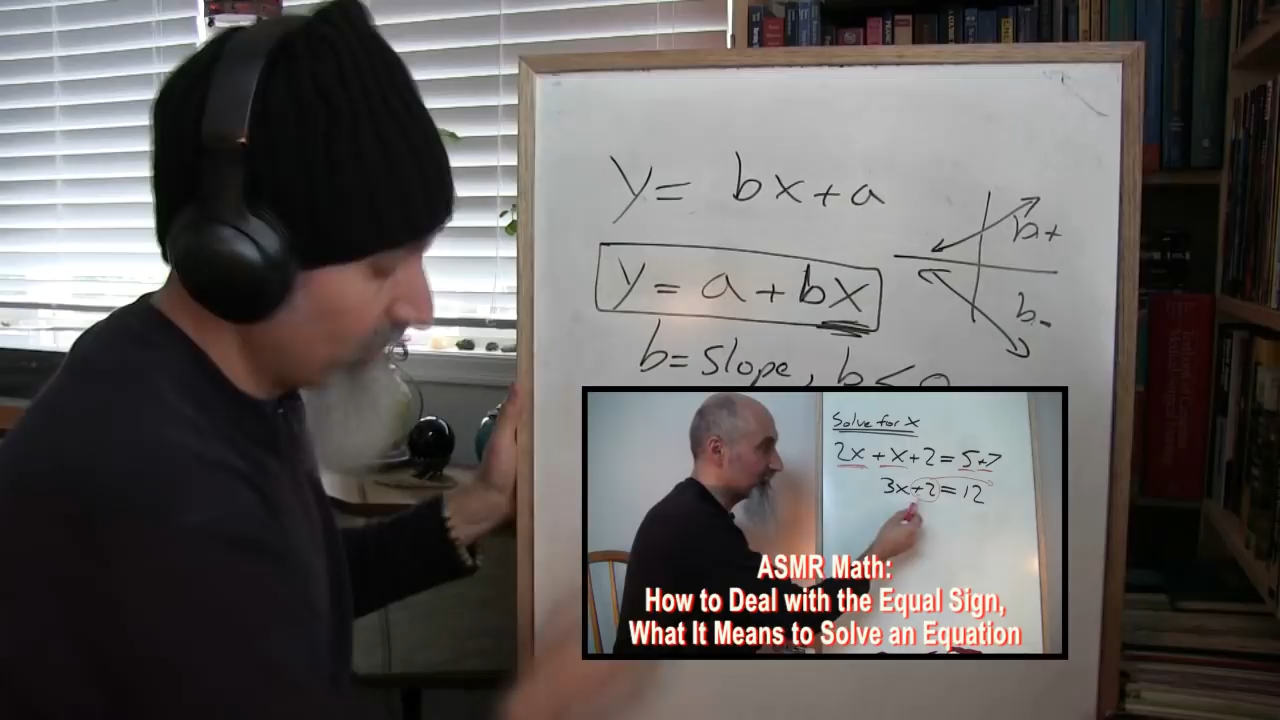 y = bx + a
y = a + bx
b+
b-
b = slope, b <
Solve for x
2x + x + 2 = 5 + 7
3x + 2 = 12
ASMR Math:
How to Deal with the Equal Sign,
What It Means to Solve an Equation